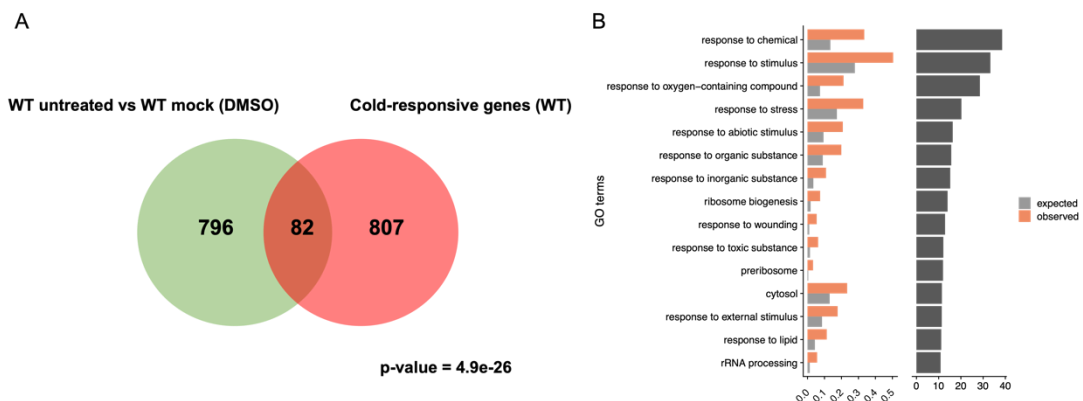 A
WT untreated vs WT mock (DMSO)
Cold-responsive genes (WT)
796
82
807
p-value = 4.9e-26
B
GO terms
response to chemical
response to stimulus
response to oxygen-containing compound
response to stress
response to abiotic stimulus
response to organic substance
response to inorganic substance
ribosome biogenesis
response to wounding
response to toxic substance
preribosome
cytosol
response to external stimulus
response to lipid
rRNA processing
0.0
0.1
0.2
0.3
0.4
0.5
0 10 20 30 40
expected
observed